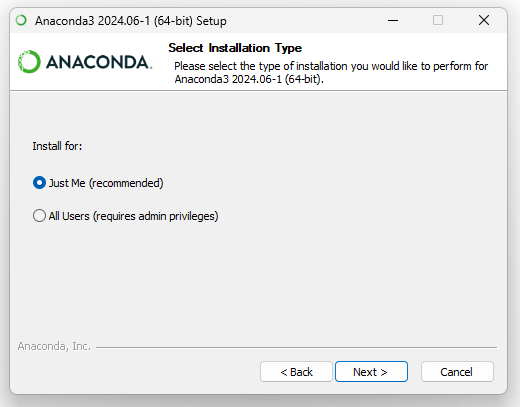 Anaconda3 2024.06-1 (64-bit) Setup
ANACONDA.
Select Installation Type
Please select the type of installation you would like to perform for
Anaconda3 2024.06-1 (64-bit).
Install for:
Just Me (recommended)
All Users (requires admin privileges)
Anaconda, Inc.
< Back
Next >
Cancel